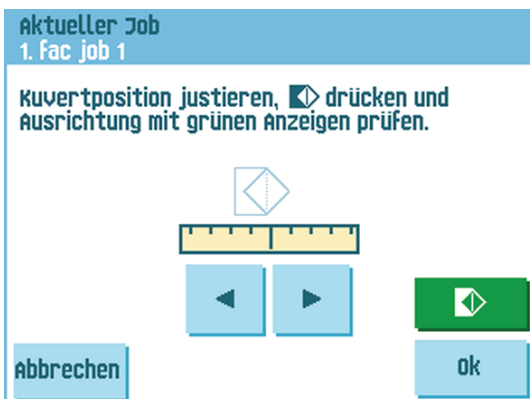 Aktueller Job
1. Fac job 1
Kuvertposition justieren, drücken und
Ausrichtung mit grünen Anzeigen prüfen.
Abbrechen
Ok